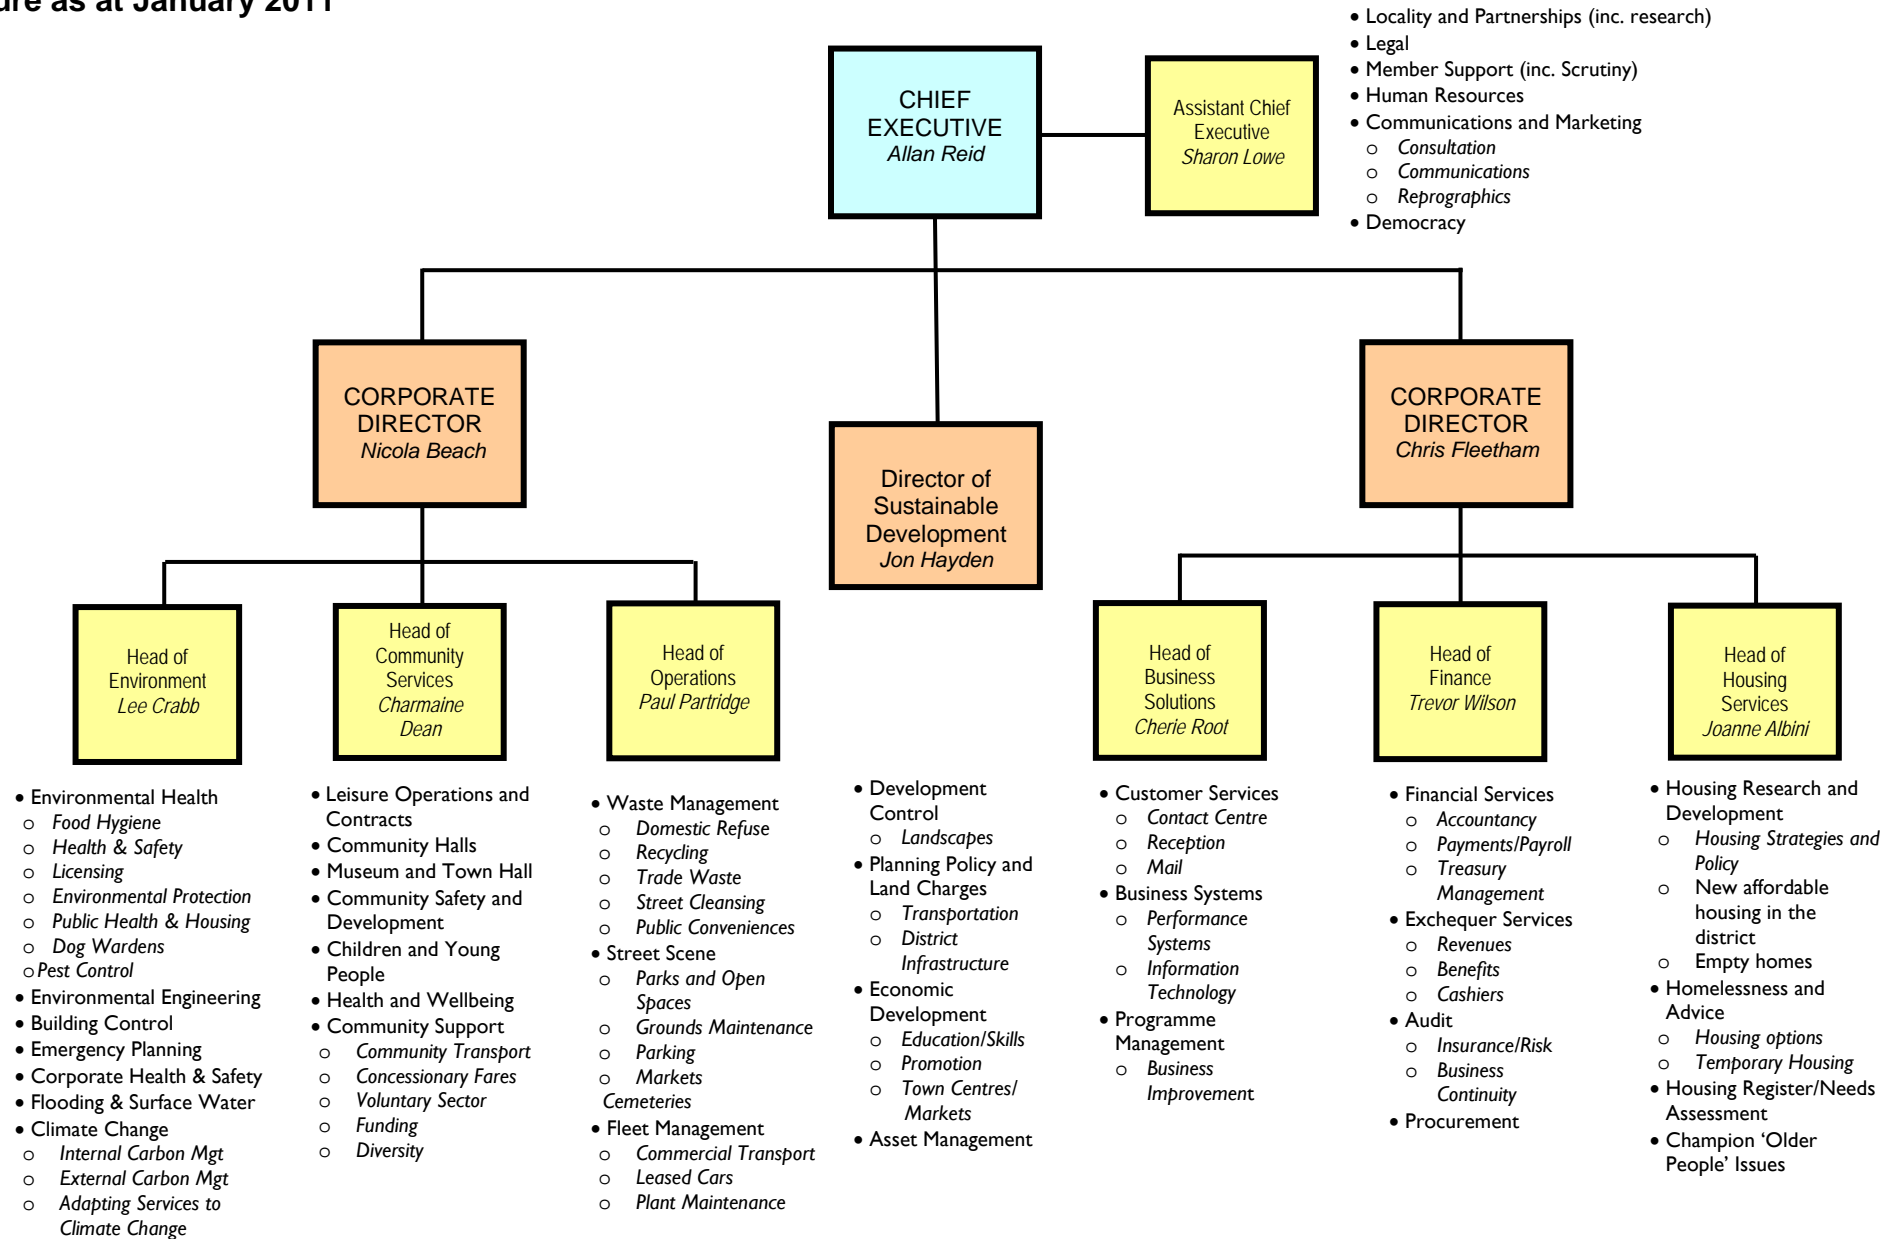 ure as at January 2011
• Locality and Partnerships (inc. research)
• Legal
• Member Support (inc. Scrutiny)
• Human Resources
• Communications and Marketing
o Consultation
o Communications
o Reprographics
• Democracy
CHIEF
EXECUTIVE
Allan Reid
Assistant Chief
Executive
Sharon Lowe
CORPORATE
DIRECTOR
Nicola Beach
Director of
Sustainable
Development
Jon Hayden
CORPORATE
DIRECTOR
Chris Fleetham
Head of
Environment
Lee Crabb
Head of
Community
Services
Charmaine
Dean
Head of
Operations
Paul Partridge
Head of
Business
Solutions
Cherie Root
Head of
Finance
Trevor Wilson
Head of
Housing
Services
Joanne Albini
• Environmental Health
o Food Hygiene
o Health & Safety
o Licensing
o Environmental Protection
o Public Health & Housing
o Dog Wardens
o Pest Control
• Environmental Engineering
• Building Control
• Emergency Planning
• Corporate Health & Safety
• Flooding & Surface Water
• Climate Change
o Internal Carbon Mgt
o External Carbon Mgt
o Adapting Services to
Climate Change
• Leisure Operations and
Contracts
• Community Halls
• Museum and Town Hall
• Community Safety and
Development
• Children and Young
People
• Health and Wellbeing
• Community Support
o Community Transport
o Concessionary Fares
o Voluntary Sector
o Funding
o Diversity
• Waste Management
o Domestic Refuse
o Recycling
o Trade Waste
o Street Cleansing
o Public Conveniences
• Street Scene
o Parks and Open
Spaces
o Grounds Maintenance
o Parking
o Markets
Cemeteries
• Fleet Management
o Commercial Transport
o Leased Cars
o Plant Maintenance
• Development
Control
o Landscapes
• Planning Policy and
Land Charges
o Transportation
o District
Infrastructure
• Economic
Development
o Education/Skills
o Promotion
o Town Centres/
Markets
• Asset Management
• Customer Services
o Contact Centre
o Reception
o Mail
• Business Systems
o Performance
Systems
o Information
Technology
• Programme
Management
o Business
Improvement
• Financial Services
o Accountancy
o Payments/Payroll
o Treasury
Management
• Exchequer Services
o Revenues
o Benefits
o Cashiers
• Audit
o Insurance/Risk
o Business
Continuity
• Procurement
• Housing Research and
Development
o Housing Strategies and
Policy
o New affordable
housing in the
district
o Empty homes
• Homelessness and
Advice
o Housing options
o Temporary Housing
• Housing Register/Needs
Assessment
• Champion ‘Older
People’ Issues